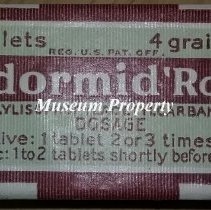 lets 4 grai
REG. U.S. PAT. OFF.
dormid'Ro
Museum Property
DOSAGE
ive: 1 tablet 2 or 3 times
c: 1 to 2 tablets shortly before